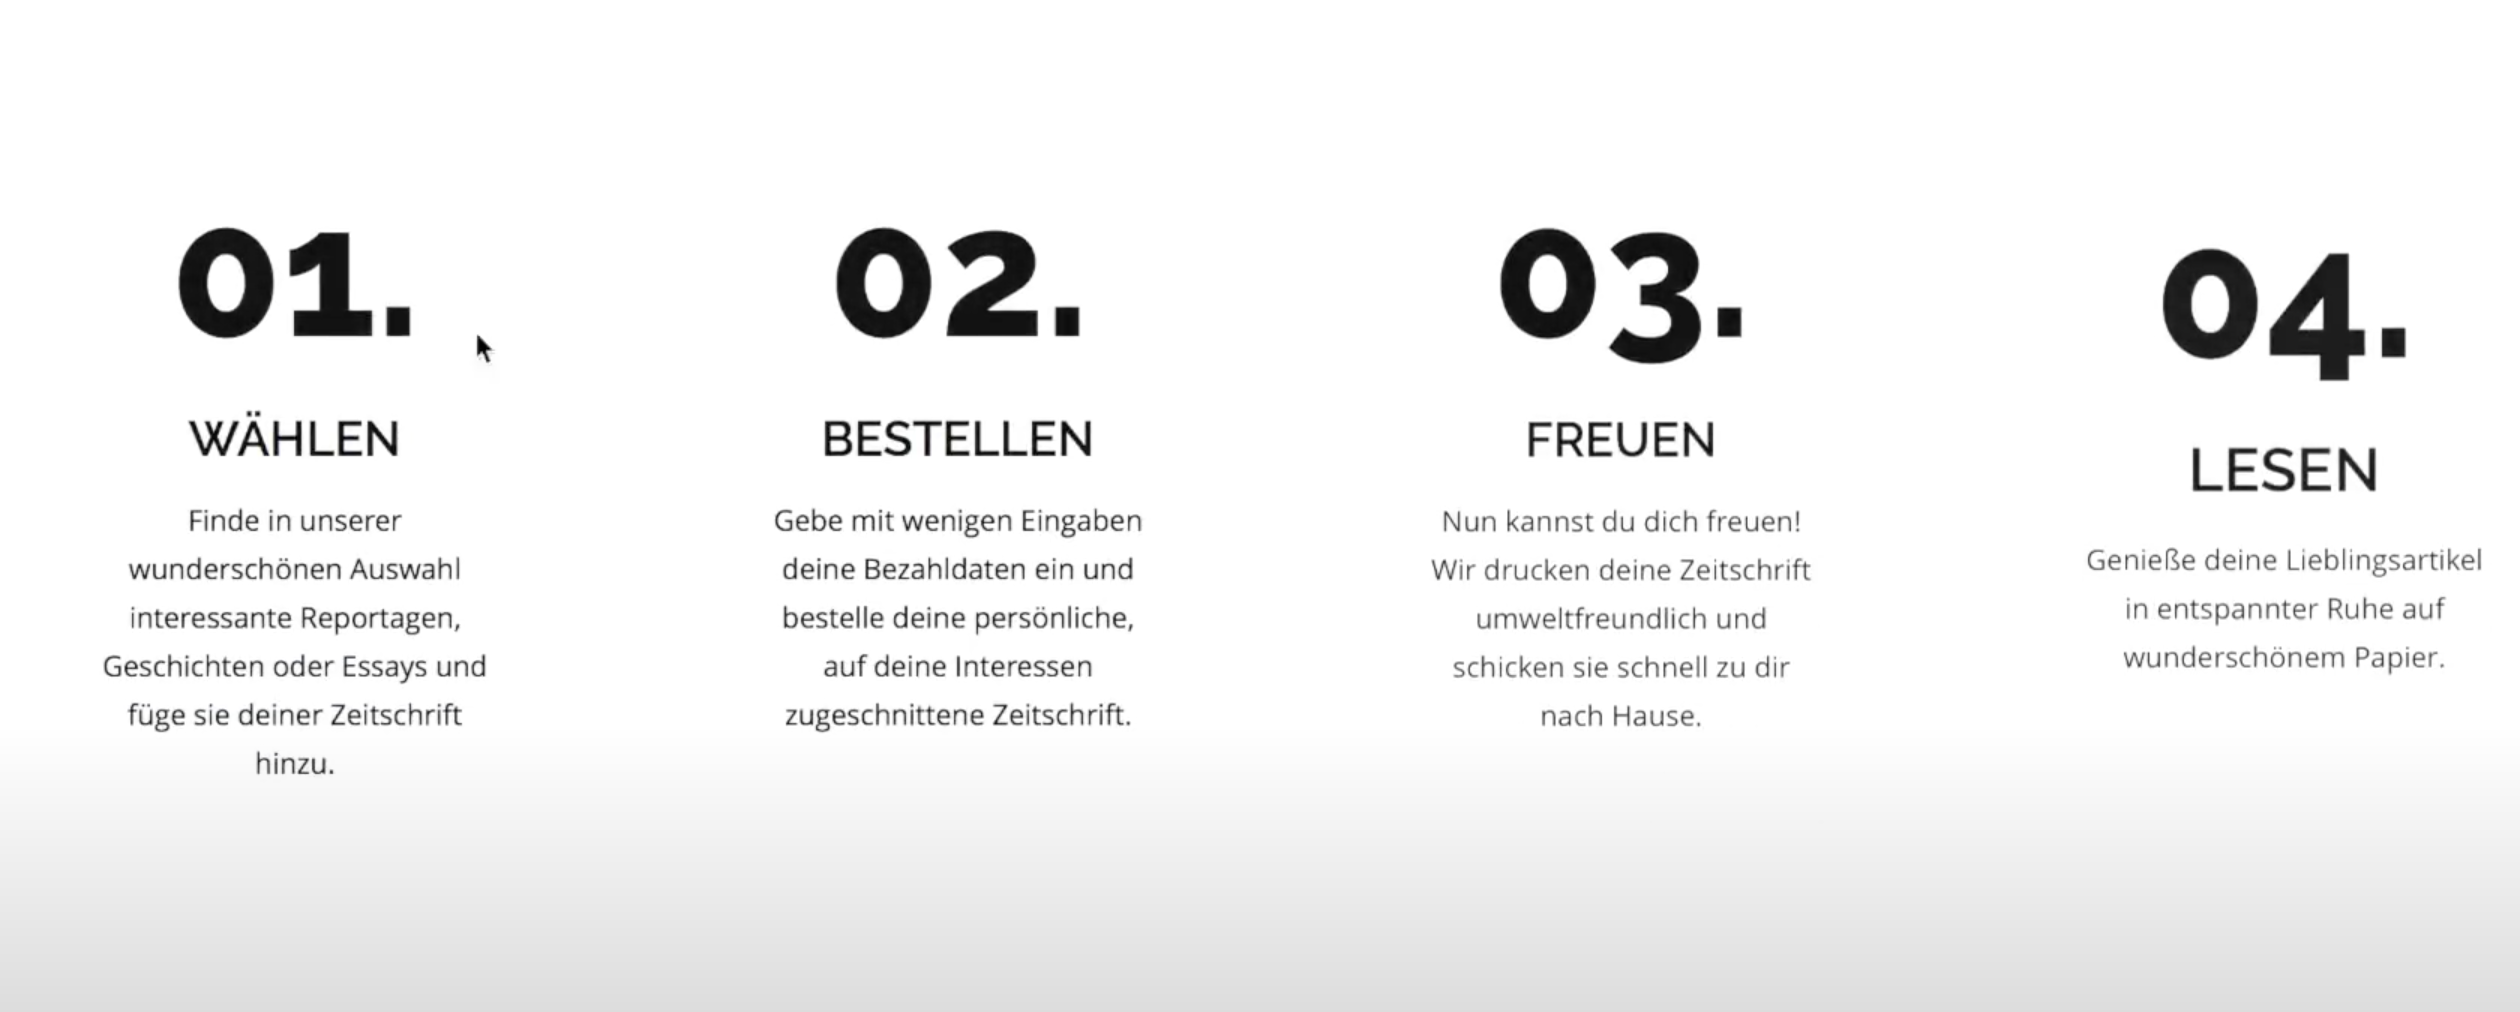 01.
WÄHLEN
Finde in unserer
wunderschönen Auswahl
interessante Reportagen,
Geschichten oder Essays und
füge sie deiner Zeitschrift
hinzu.
02.
BESTELLEN
Gebe mit wenigen Eingaben
deine Bezahldaten ein und
bestelle deine persönliche,
auf deine Interessen
zugeschnittene Zeitschrift.
03.
FREUEN
Nun kannst du dich freuen!
Wir drucken deine Zeitschrift
umweltfreundlich und
schicken sie schnell zu dir
nach Hause.
04.
LESEN
Genieße deine Lieblingsartikel
in entspannter Ruhe auf
wunderschönem Papier.